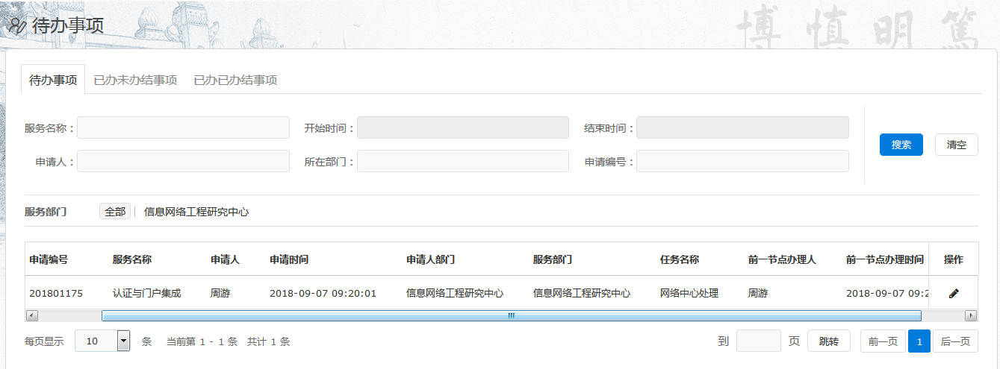 待办事项
博 慎 明 篤
待办事项 已办未办结事项 已办已办结事项
服务名称： 开始时间： 结束时间：
搜索 清空
申请人： 所在部门： 申请编号：
服务部门 全部 | 信息网络工程研究中心
申请编号 服务名称 申请人 申请时间 申请人部门 服务部门 任务名称 前一节点办理人 前一节点办理时间 操作
201801175 认证与门户集成 周游 2018-09-07 09:20:01 信息网络工程研究中心 信息网络工程研究中心 网络中心处理 周游 2018-09-07 09:2
每页显示 10 条 当前第 1 - 1 条 共计 1 条 到 页 跳转 前一页 1 后一页